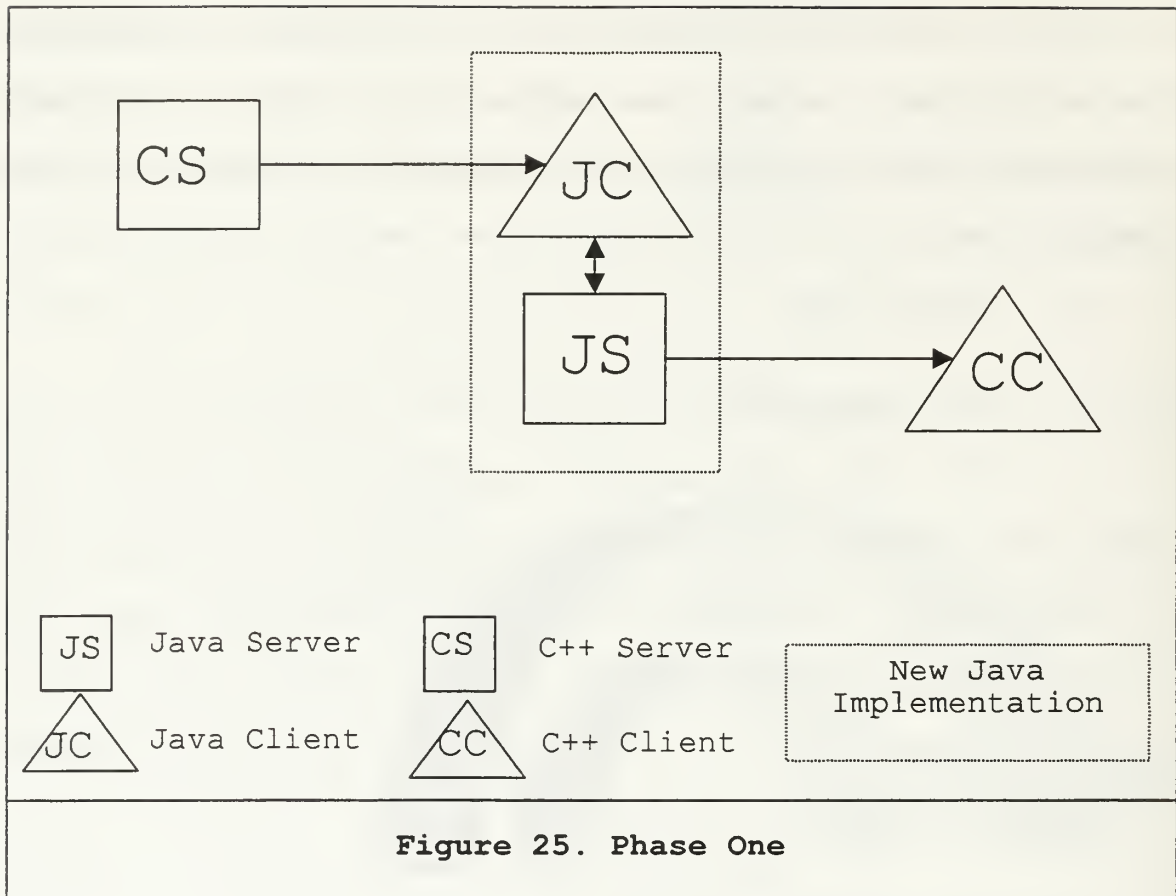 CS
JC
JS
CC
JS Java Server
CS C++ Server
New Java
Implementation
JC Java Client
CC C++ Client
Figure 25. Phase One